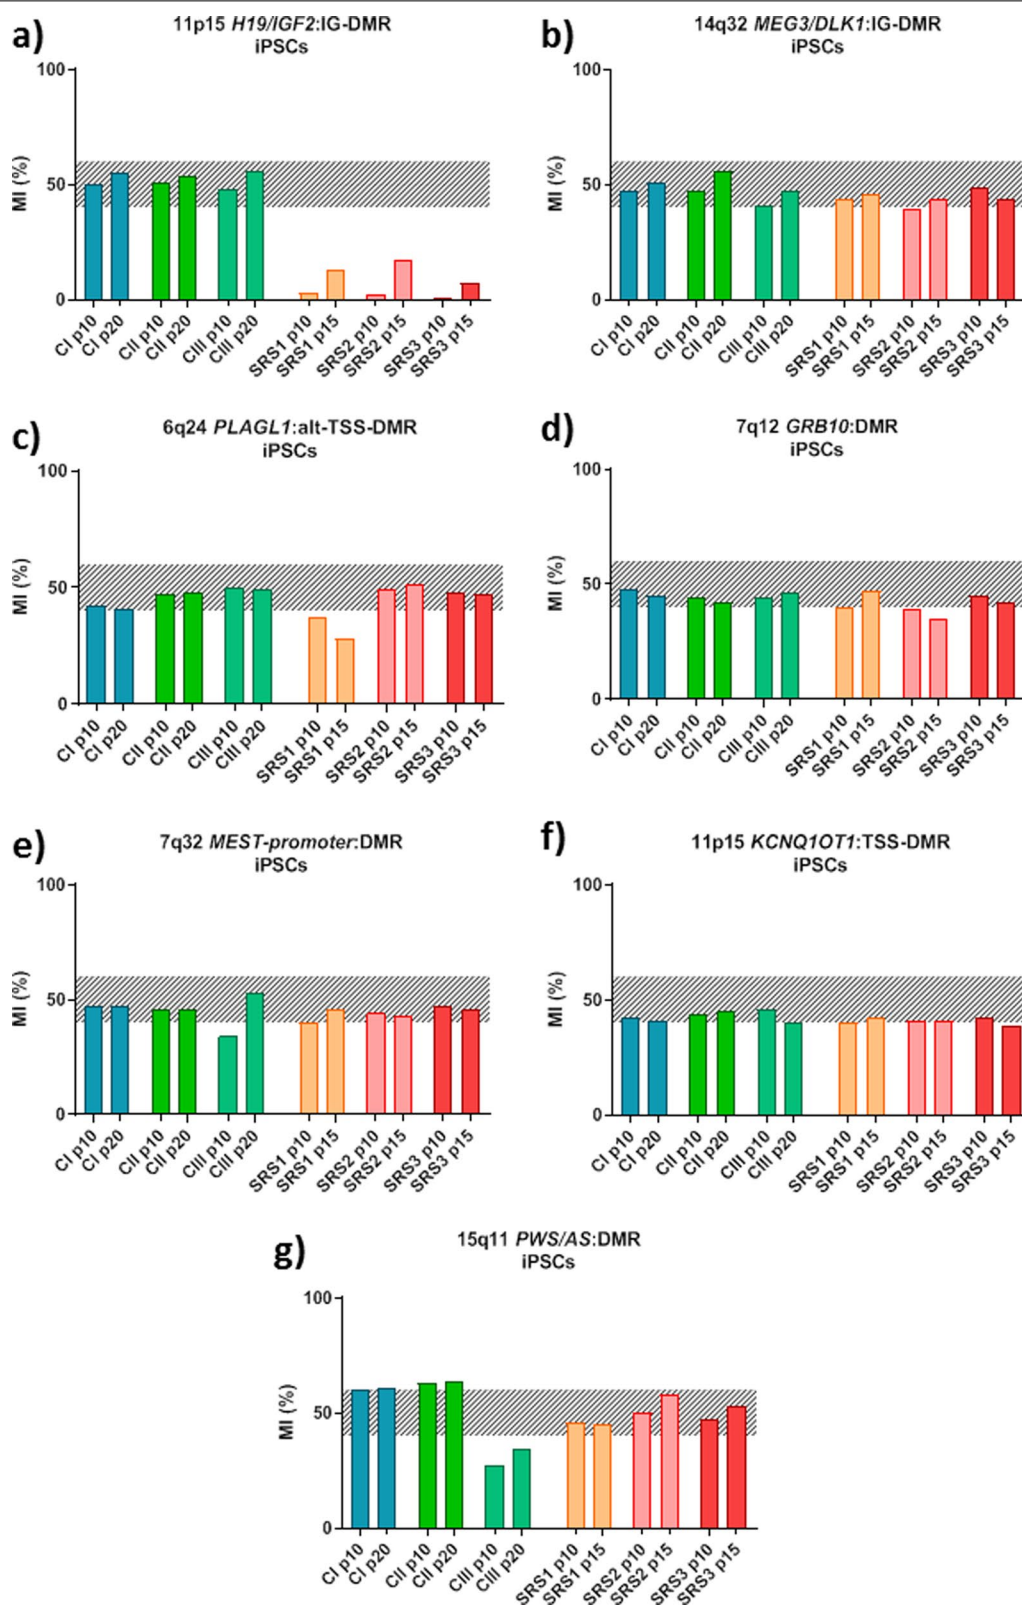 a)
11p15 H19/IGF2:IG-DMR
iPSCs
100
50
0
MI (%)
CI p10
CI p20
CII p10
CII p20
CIII p10
CIII p20
SRS1 p10
SRS1 p15
SRS2 p10
SRS2 p15
SRS3 p10
SRS3 p15
b)
14q32 MEG3/DLK1:IG-DMR
iPSCs
100
50
0
MI (%)
CI p10
CI p20
CII p10
CII p20
CIII p10
CIII p20
SRS1 p10
SRS1 p15
SRS2 p10
SRS2 p15
SRS3 p10
SRS3 p15
c)
6q24 PLAGL1:alt-TSS-DMR
iPSCs
100
50
0
MI (%)
CI p10
CI p20
CII p10
CII p20
CIII p10
CIII p20
SRS1 p10
SRS1 p15
SRS2 p10
SRS2 p15
SRS3 p10
SRS3 p15
d)
7q12 GRB10:DMR
iPSCs
100
50
0
MI (%)
CI p10
CI p20
CII p10
CII p20
CIII p10
CIII p20
SRS1 p10
SRS1 p15
SRS2 p10
SRS2 p15
SRS3 p10
SRS3 p15
e)
7q32 MEST-promoter:DMR
iPSCs
100
50
0
MI (%)
CI p10
CI p20
CII p10
CII p20
CIII p10
CIII p20
SRS1 p10
SRS1 p15
SRS2 p10
SRS2 p15
SRS3 p10
SRS3 p15
f)
11p15 KCNQ1OT1:TSS-DMR
iPSCs
100
50
0
MI (%)
CI p10
CI p20
CII p10
CII p20
CIII p10
CIII p20
SRS1 p10
SRS1 p15
SRS2 p10
SRS2 p15
SRS3 p10
SRS3 p15
g)
15q11 PWS/AS:DMR
iPSCs
100
50
0
MI (%)
CI p10
CI p20
CII p10
CII p20
CIII p10
CIII p20
SRS1 p10
SRS1 p15
SRS2 p10
SRS2 p15
SRS3 p10
SRS3 p15